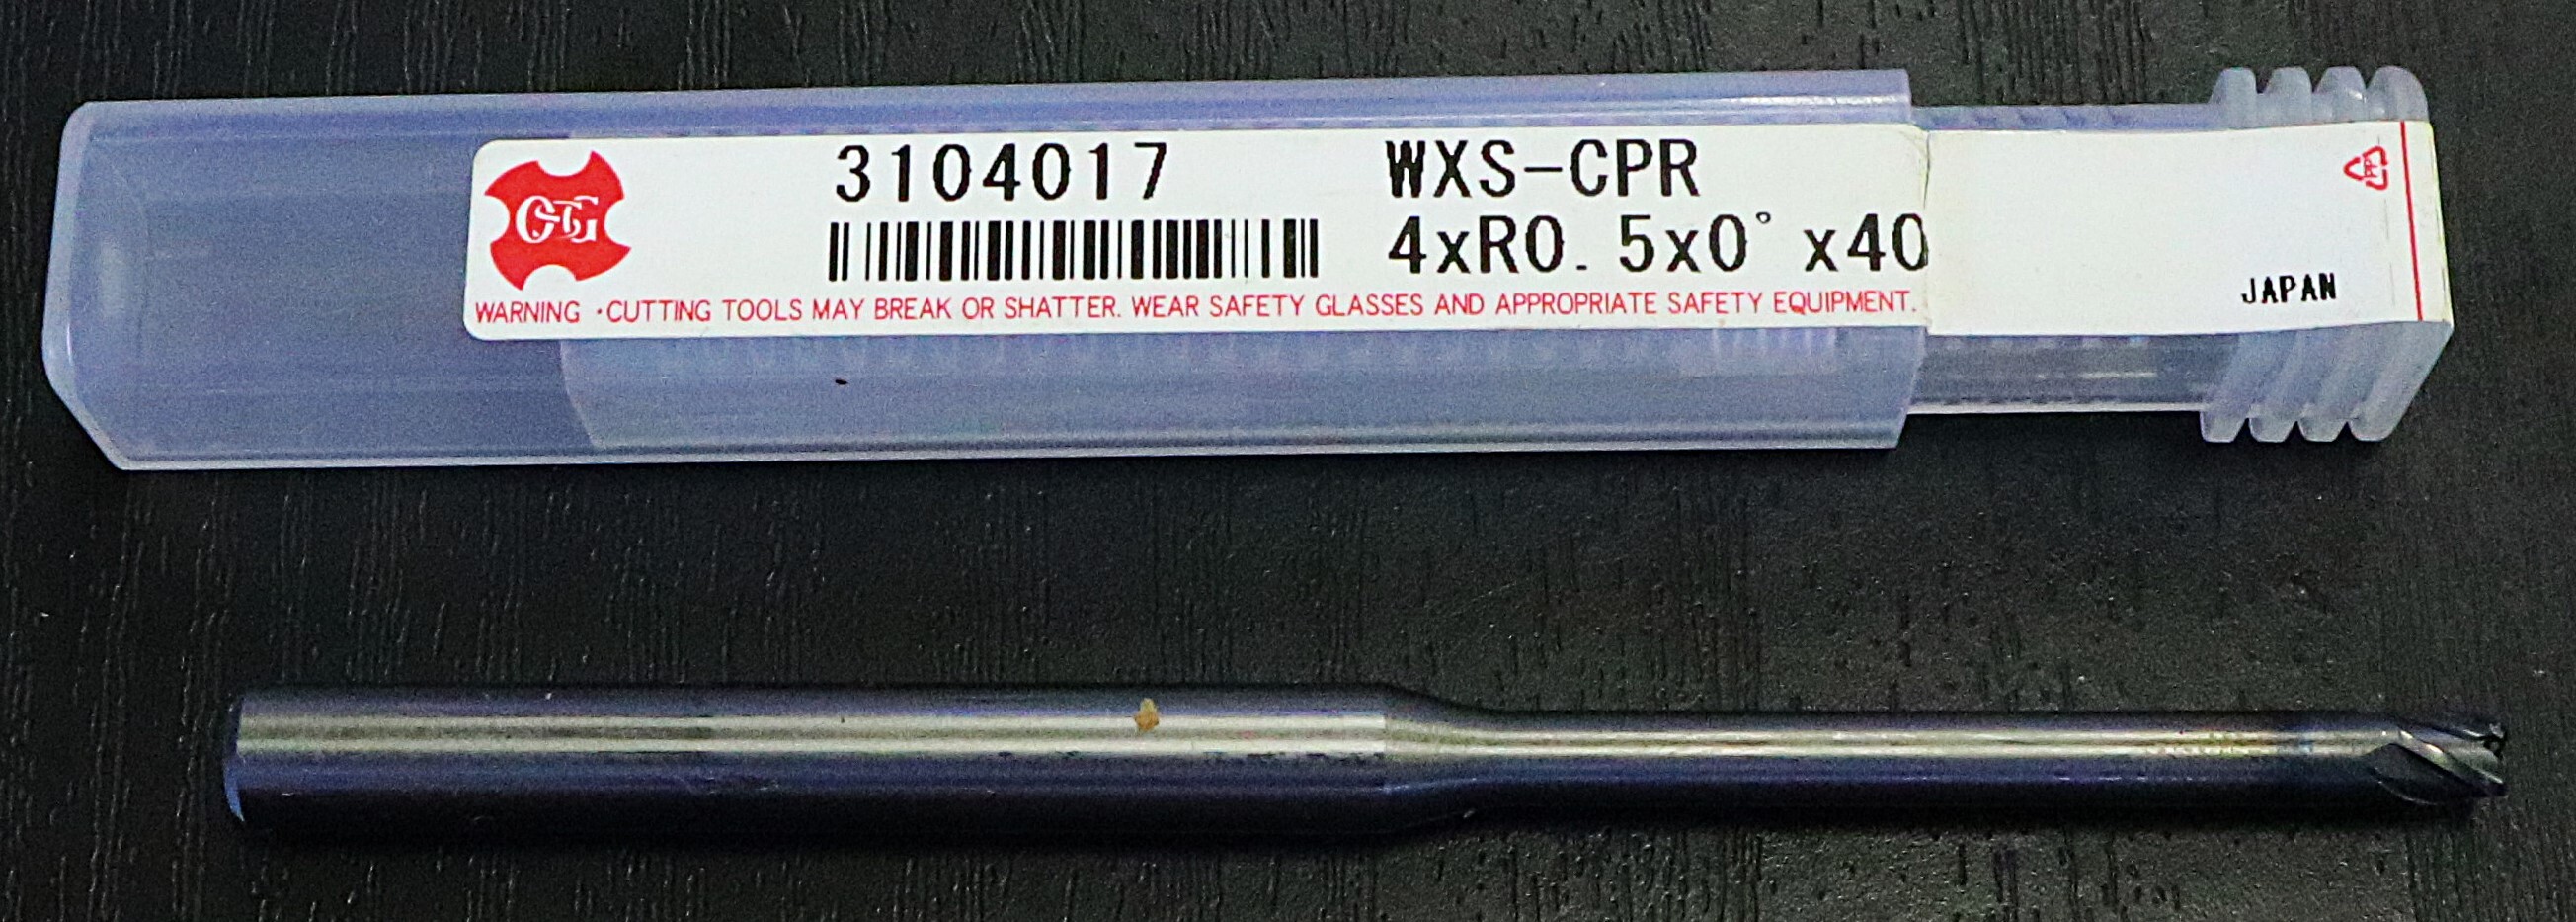 OSG
3104017
WXS-CPR
4xR0.5x0° x40
WARNING ・CUTTING TOOLS MAY BREAK OR SHATTER. WEAR SAFETY GLASSES AND APPROPRIATE SAFETY EQUIPMENT.
PP
JAPAN